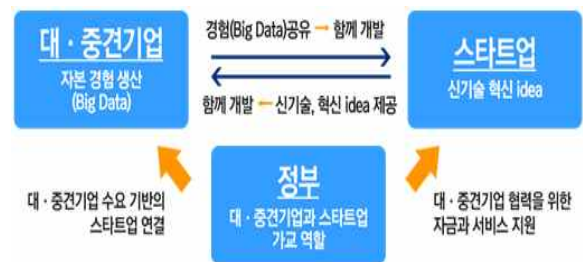 대 · 중견기업
자본 경험 생산
(Big Data)
경험(Big Data)공유 → 함께 개발
함께 개발 ← 신기술, 혁신 idea 제공
스타트업
신기술 혁신 idea
대 · 중견기업 수요 기반의
스타트업 연결
정부
대 · 중견기업과 스타트업
가교 역할
대 · 중견기업 협력을 위한
자금과 서비스 지원